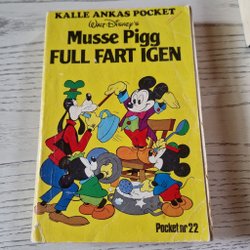 KALLE ANKAS POCKET
Walt Disney's
Musse Pigg
FULL FART IGEN
Pocket nr 22